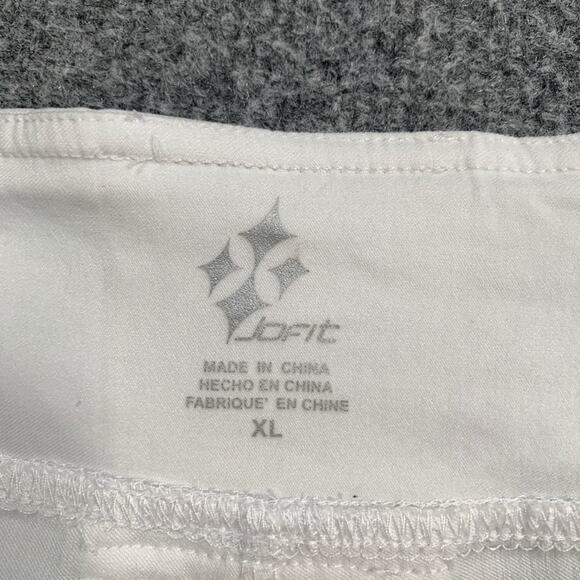 JOFIT
MADE IN CHINA
HECHO EN CHINA
FABRIQUE' EN CHINE
XL